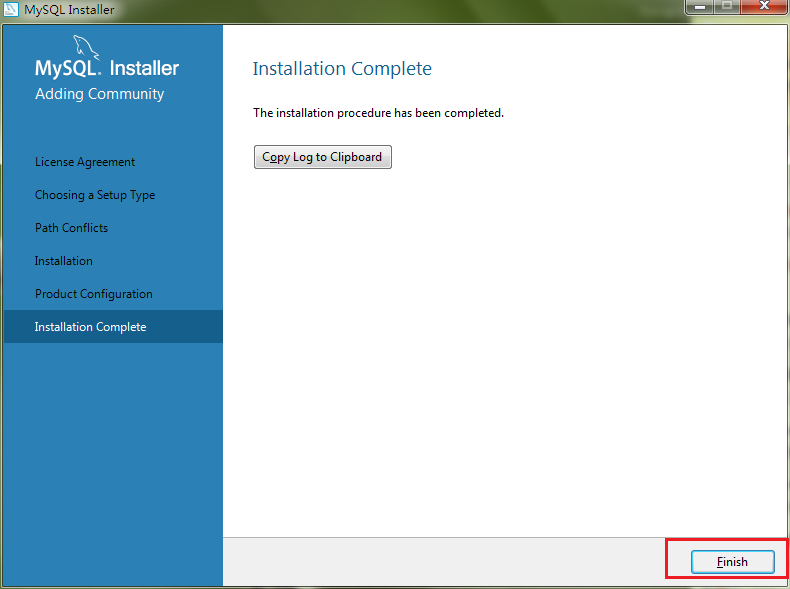 MySQL Installer
MySQL. Installer
Adding Community
License Agreement
Choosing a Setup Type
Path Conflicts
Installation
Product Configuration
Installation Complete
Installation Complete
The installation procedure has been completed.
Copy Log to Clipboard
Finish